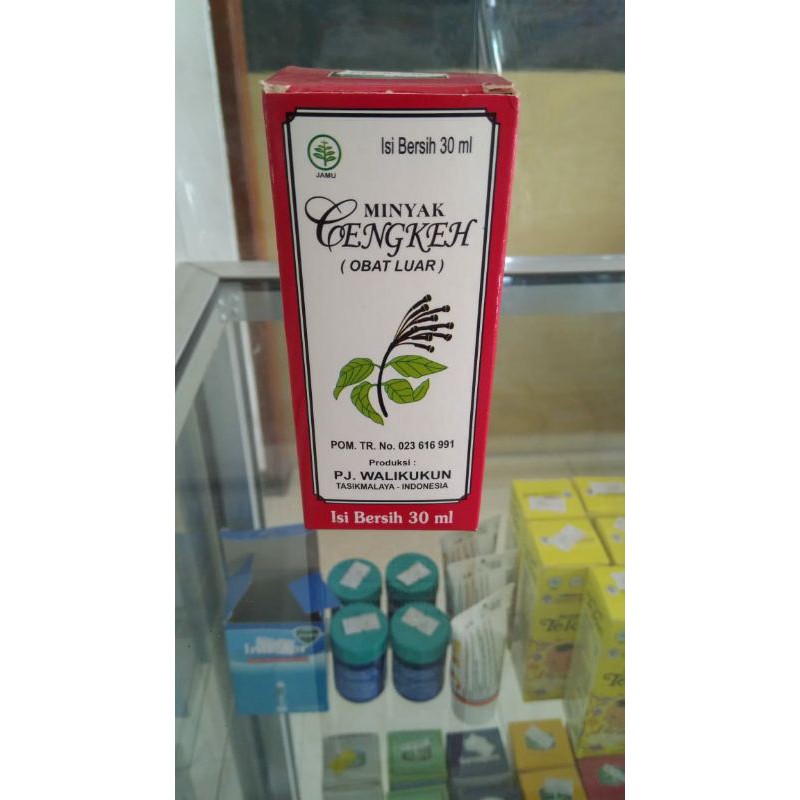 Isi Bersih 30 ml
JAMU
MINYAK
CENGKEH
( OBAT LUAR )
POM. TR. No. 023 616 991
Produksi :
PJ. WALIKUKUN
TASIKMALAYA - INDONESIA
Isi Bersih 30 ml